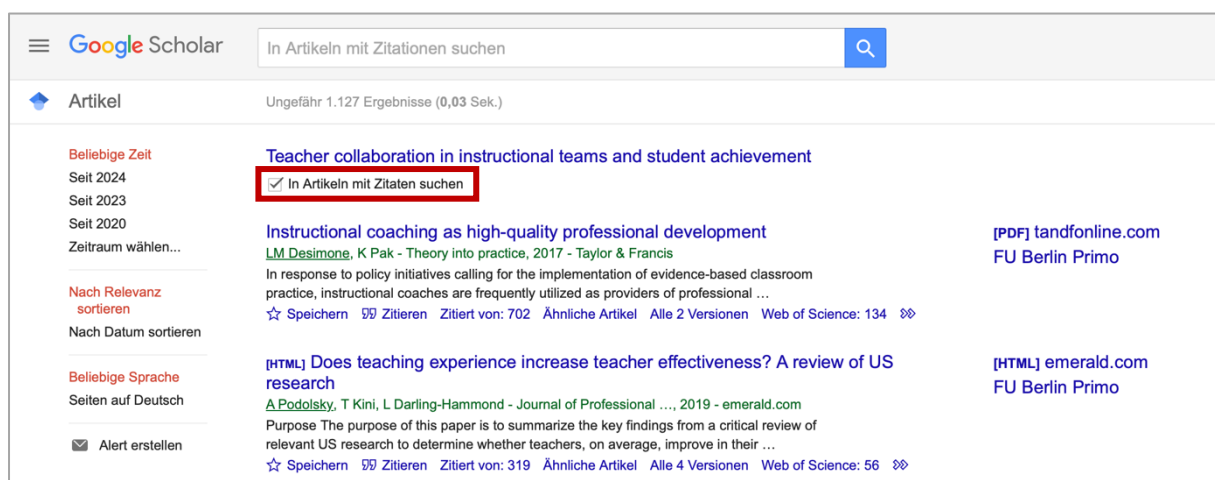 Google Scholar
In Artikeln mit Zitationen suchen
Artikel
Ungefähr 1.127 Ergebnisse (0,03 Sek.)
Beliebige Zeit
Seit 2024
Seit 2023
Seit 2020
Zeitraum wählen...
Nach Relevanz
sortieren
Nach Datum sortieren
Beliebige Sprache
Seiten auf Deutsch
Alert erstellen
Teacher collaboration in instructional teams and student achievement
In Artikeln mit Zitaten suchen
Instructional coaching as high-quality professional development
LM Desimone, K Pak - Theory into practice, 2017 - Taylor & Francis
In response to policy initiatives calling for the implementation of evidence-based classroom
practice, instructional coaches are frequently utilized as providers of professional …
Speichern Zitieren Zitiert von: 702 Ähnliche Artikel Alle 2 Versionen Web of Science: 134
[PDF] tandfonline.com
FU Berlin Primo
[HTML] Does teaching experience increase teacher effectiveness? A review of US
research
A Podolsky, T Kini, L Darling-Hammond - Journal of Professional …, 2019 - emerald.com
Purpose The purpose of this paper is to summarize the key findings from a critical review of
relevant US research to determine whether teachers, on average, improve in their …
Speichern Zitieren Zitiert von: 319 Ähnliche Artikel Alle 4 Versionen Web of Science: 56
[HTML] emerald.com
FU Berlin Primo